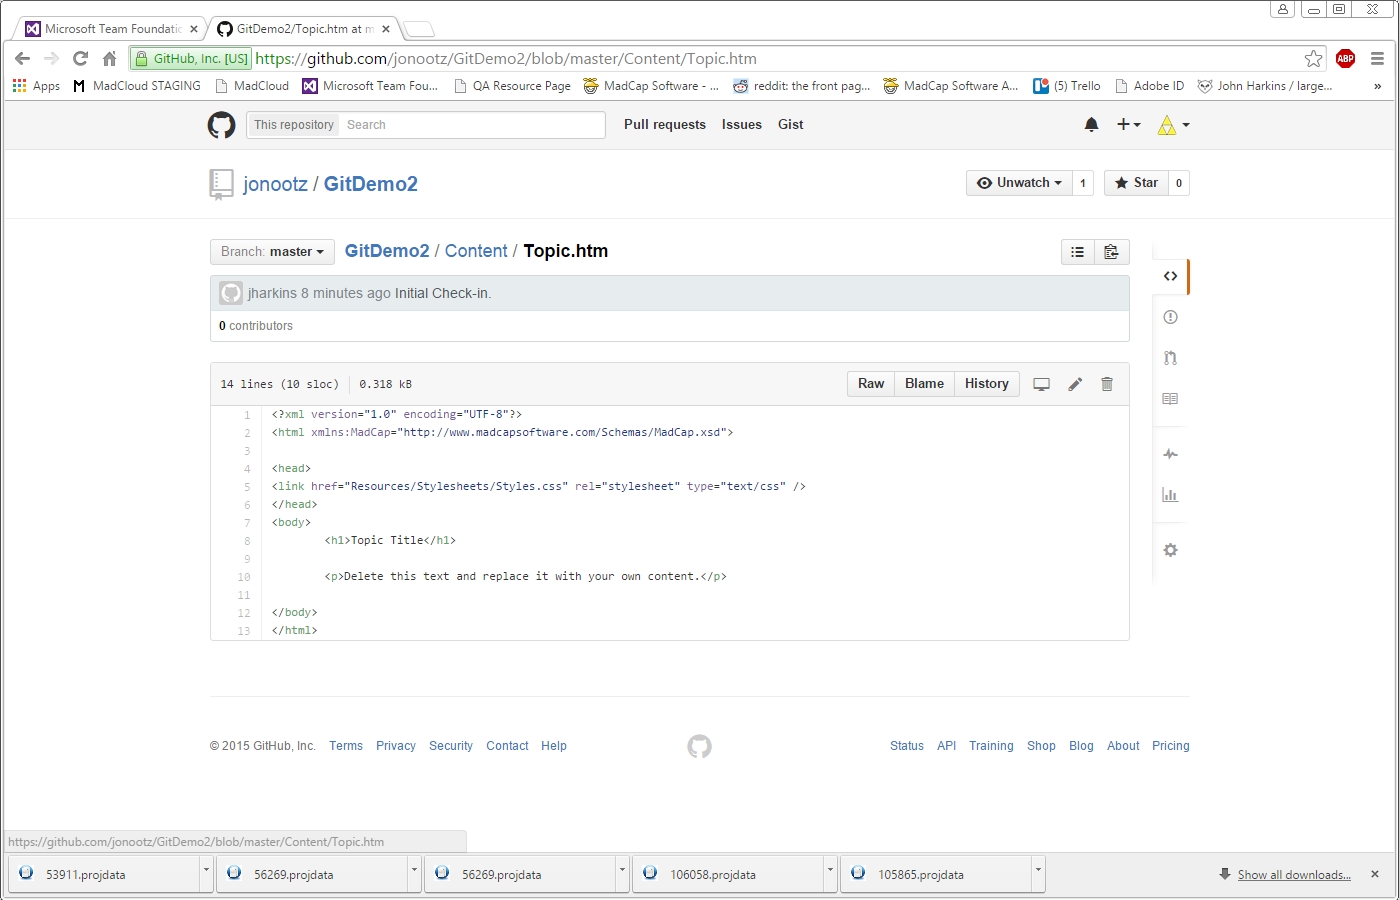 Microsoft Team Foundatic
GitDemo2/Topic.htm at m
GitHub, Inc. [US] https://github.com/jonootz/GitDemo2/blob/master/Content/Topic.htm
ABP
Apps MadCloud STAGING MadCloud Microsoft Team Fou... QA Resource Page MadCap Software - ... reddit: the front pag... MadCap Software A... (5) Trello Adobe ID John Harkins / large... »
This repository Search Pull requests Issues Gist
jonootz / GitDemo2 Unwatch 1 Star 0
Branch: master GitDemo2 / Content / Topic.htm
jharkins 8 minutes ago Initial Check-in.
0 contributors
14 lines (10 sloc) 0.318 kB Raw Blame History
1 <?xml version="1.0" encoding="UTF-8"?>
2 <html xmlns:MadCap="http://www.madcapsoftware.com/Schemas/MadCap.xsd">
3
4 <head>
5 <link href="Resources/Stylesheets/Styles.css" rel="stylesheet" type="text/css" />
6 </head>
7 <body>
8 <h1>Topic Title</h1>
9
10 <p>Delete this text and replace it with your own content.</p>
11
12 </body>
13 </html>
© 2015 GitHub, Inc. Terms Privacy Security Contact Help Status API Training Shop Blog About Pricing
https://github.com/jonootz/GitDemo2/blob/master/Content/Topic.htm
53911.projdata 56269.projdata 56269.projdata 106058.projdata 105865.projdata Show all downloads...